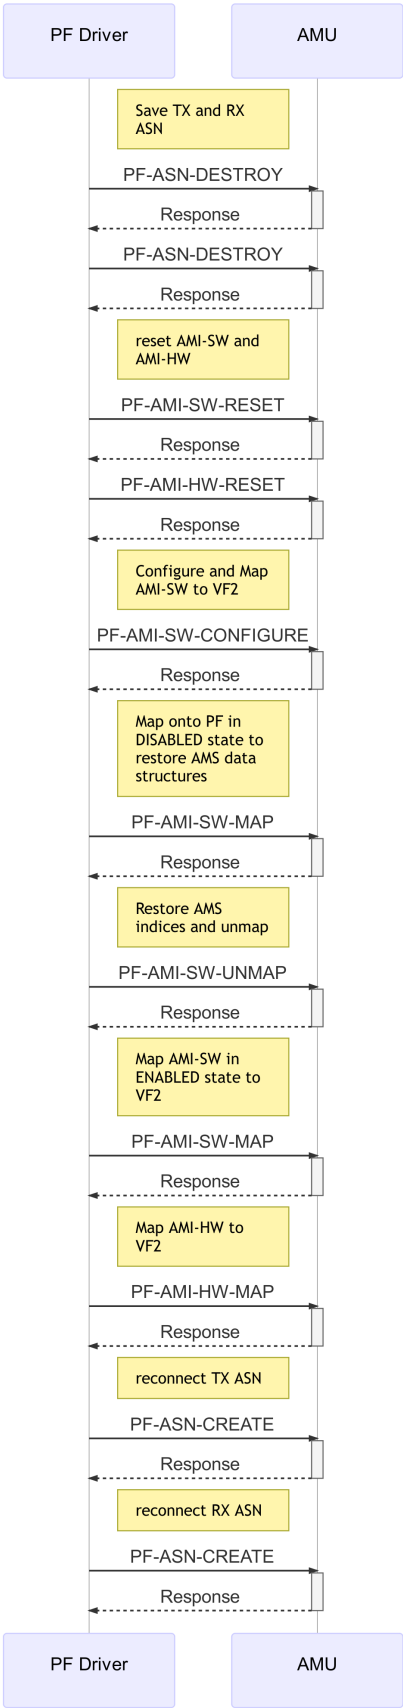 PF Driver
AMU
Save TX and RX
ASN
PF-ASN-DESTROY
Response
PF-ASN-DESTROY
Response
reset AMI-SW and
AMI-HW
PF-AMI-SW-RESET
Response
PF-AMI-HW-RESET
Response
Configure and Map
AMI-SW to VF2
PF-AMI-SW-CONFIGURE
Response
Map onto PF in
DISABLED state to
restore AMS data
structures
PF-AMI-SW-MAP
Response
Restore AMS
indices and unmap
PF-AMI-SW-UNMAP
Response
Map AMI-SW in
ENABLED state to
VF2
PF-AMI-SW-MAP
Response
Map AMI-HW to
VF2
PF-AMI-HW-MAP
Response
reconnect TX ASN
PF-ASN-CREATE
Response
reconnect RX ASN
PF-ASN-CREATE
Response
PF Driver
AMU